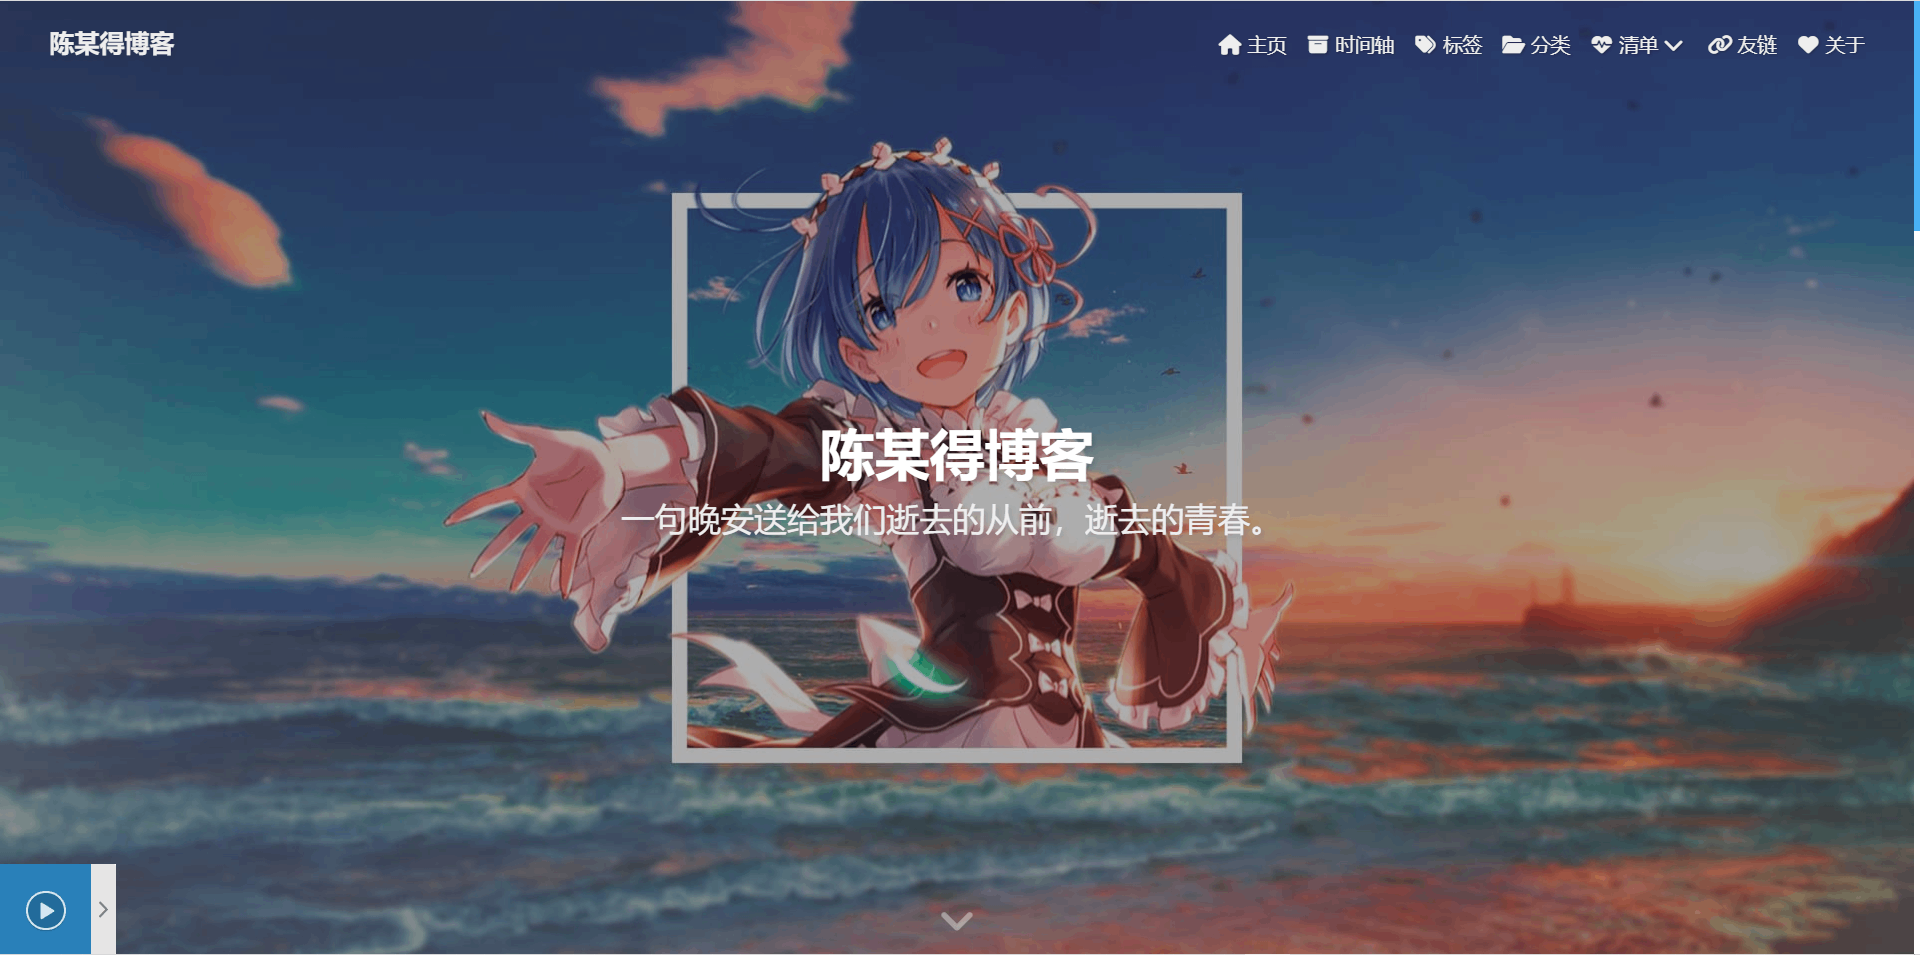 陈某得博客
主页 时间轴 标签 分类 清单 友链 关于
陈某得博客
一句晚安送给我们逝去的从前，逝去的青春。